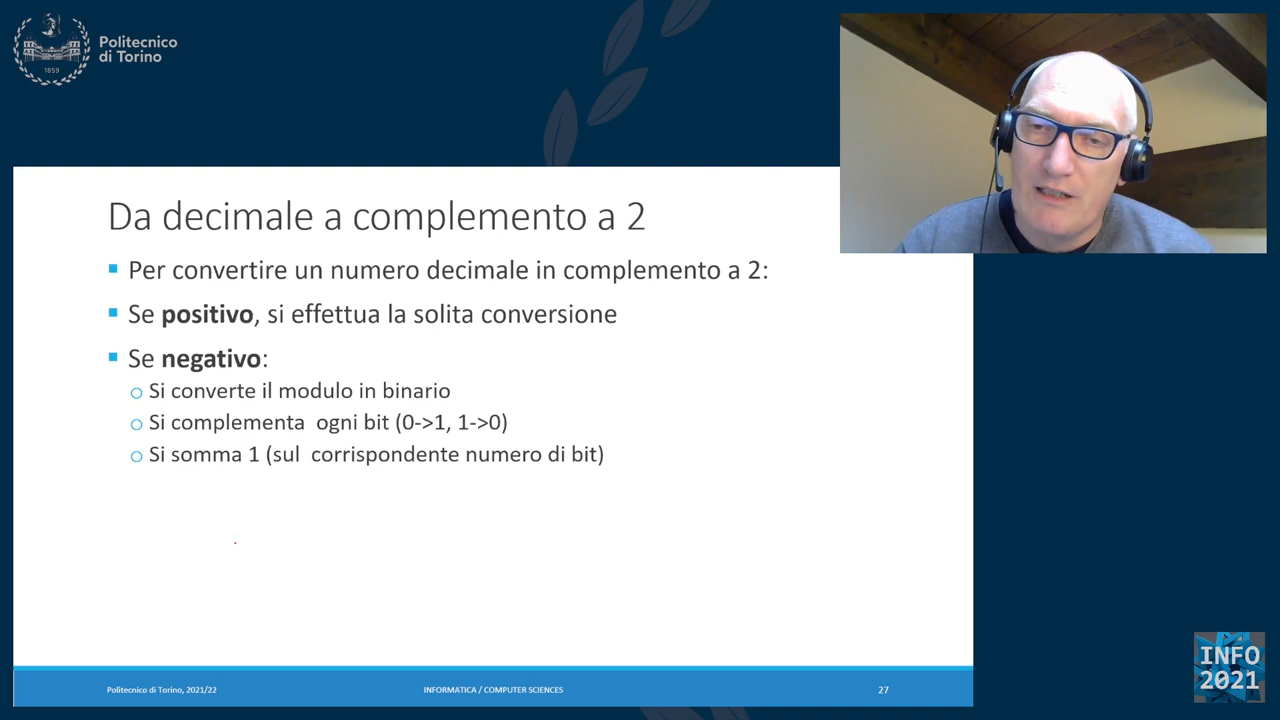 Politecnico
di Torino
1859
Da decimale a complemento a 2
Per convertire un numero decimale in complemento a 2:
Se positivo, si effettua la solita conversione
Se negativo:
Si converte il modulo in binario
Si complementa ogni bit (0->1, 1->0)
Si somma 1 (sul corrispondente numero di bit)
Politecnico di Torino, 2021/22
INFORMATICA / COMPUTER SCIENCES
27
INFO
2021